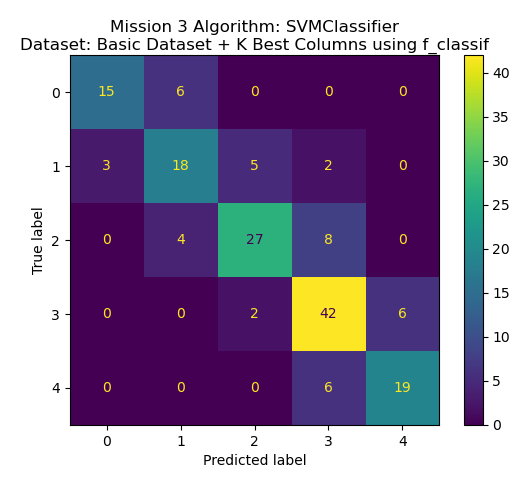 Mission 3 Algorithm: SVMClassifier
Dataset: Basic Dataset + K Best Columns using f_classif
0 15 6 0 0 0
1 3 18 5 2 0
2 0 4 27 8 0
3 0 0 2 42 6
4 0 0 0 6 19
0 1 2 3 4
Predicted label
True label
40
35
30
25
20
15
10
5
0